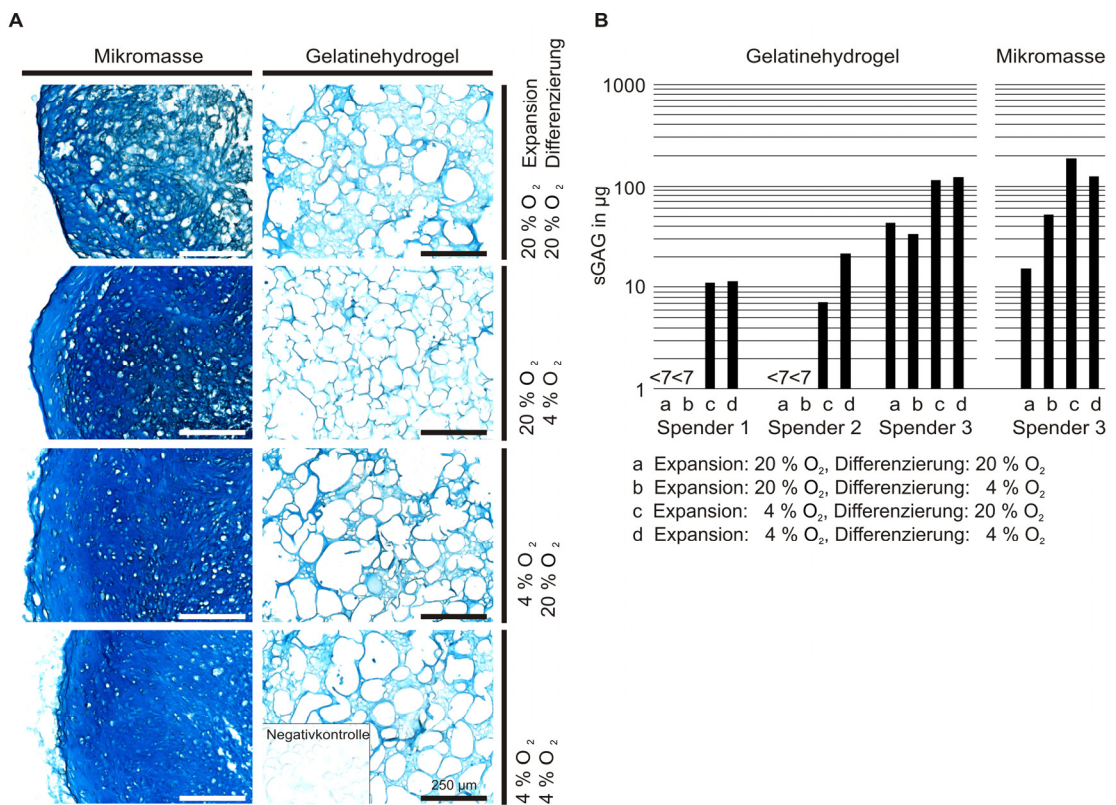 A
Mikromasse
Gelatinehydrogel
Expansion
Differenzierung
20 % O₂
20 % O₂
20 % O₂
4 % O₂
4 % O₂
20 % O₂
Negativkontrolle
250 µm
4 % O₂
4 % O₂
B
Gelatinehydrogel
Mikromasse
sGAG in µg
1000
100
10
1
<7 <7
<7 <7
a b c d
a b c d
a b c d
a b c d
Spender 1
Spender 2
Spender 3
Spender 3
a Expansion: 20 % O₂, Differenzierung: 20 % O₂
b Expansion: 20 % O₂, Differenzierung: 4 % O₂
c Expansion: 4 % O₂, Differenzierung: 20 % O₂
d Expansion: 4 % O₂, Differenzierung: 4 % O₂